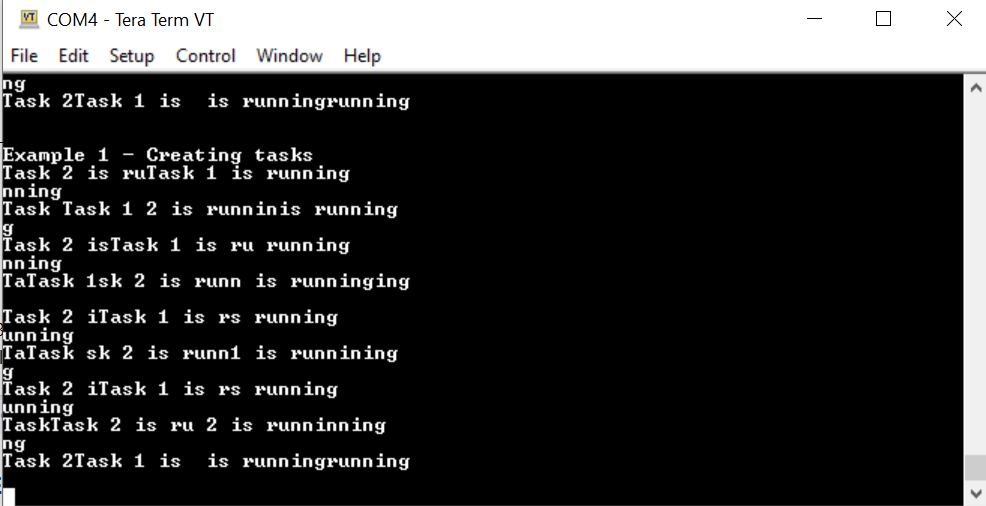 COM4 - Tera Term VT
File Edit Setup Control Window Help
ng
Task 2Task 1 is  is runningrunning
Example 1 - Creating tasks
Task 2 is ruTask 1 is running
nning
Task Task 1 2 is runninis running
g
Task 2 isTask 1 is ru running
nning
TaTask 1sk 2 is runn is runninging
Task 2 iTask 1 is rs running
unning
TaTask sk 2 is runn1 is runnining
g
Task 2 iTask 1 is rs running
unning
TaskTask 2 is ru 2 is runninning
ng
Task 2Task 1 is  is runningrunning